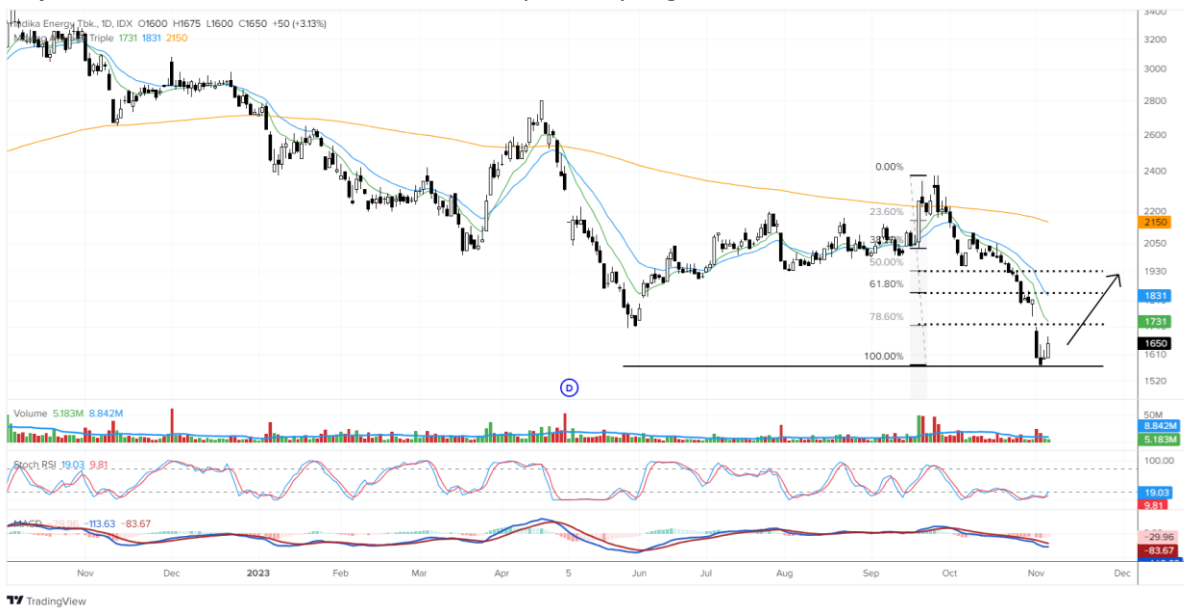 ndika Energy Tbk., 1D, IDX O1600 H1675 L1600 C1650 +50 (+3.13%)
Triple 1731 1831 2150
3400
3200
3000
2800
2600
2400
2200
2150
2050
1930
1831
1731
1650
1610
1520
0.00%
23.60%
50.00%
61.80%
78.60%
100.00%
D
Volume 5.183M 8.842M
50M
8.842M
5.183M
Stoch RSI 19.03 9.81
100.00
19.03
9.81
MACD -29.96 -113.63 -83.67
-29.96
-83.67
Nov Dec 2023 Feb Mar Apr 5 Jun Jul Aug Sep Oct Nov Dec
TradingView